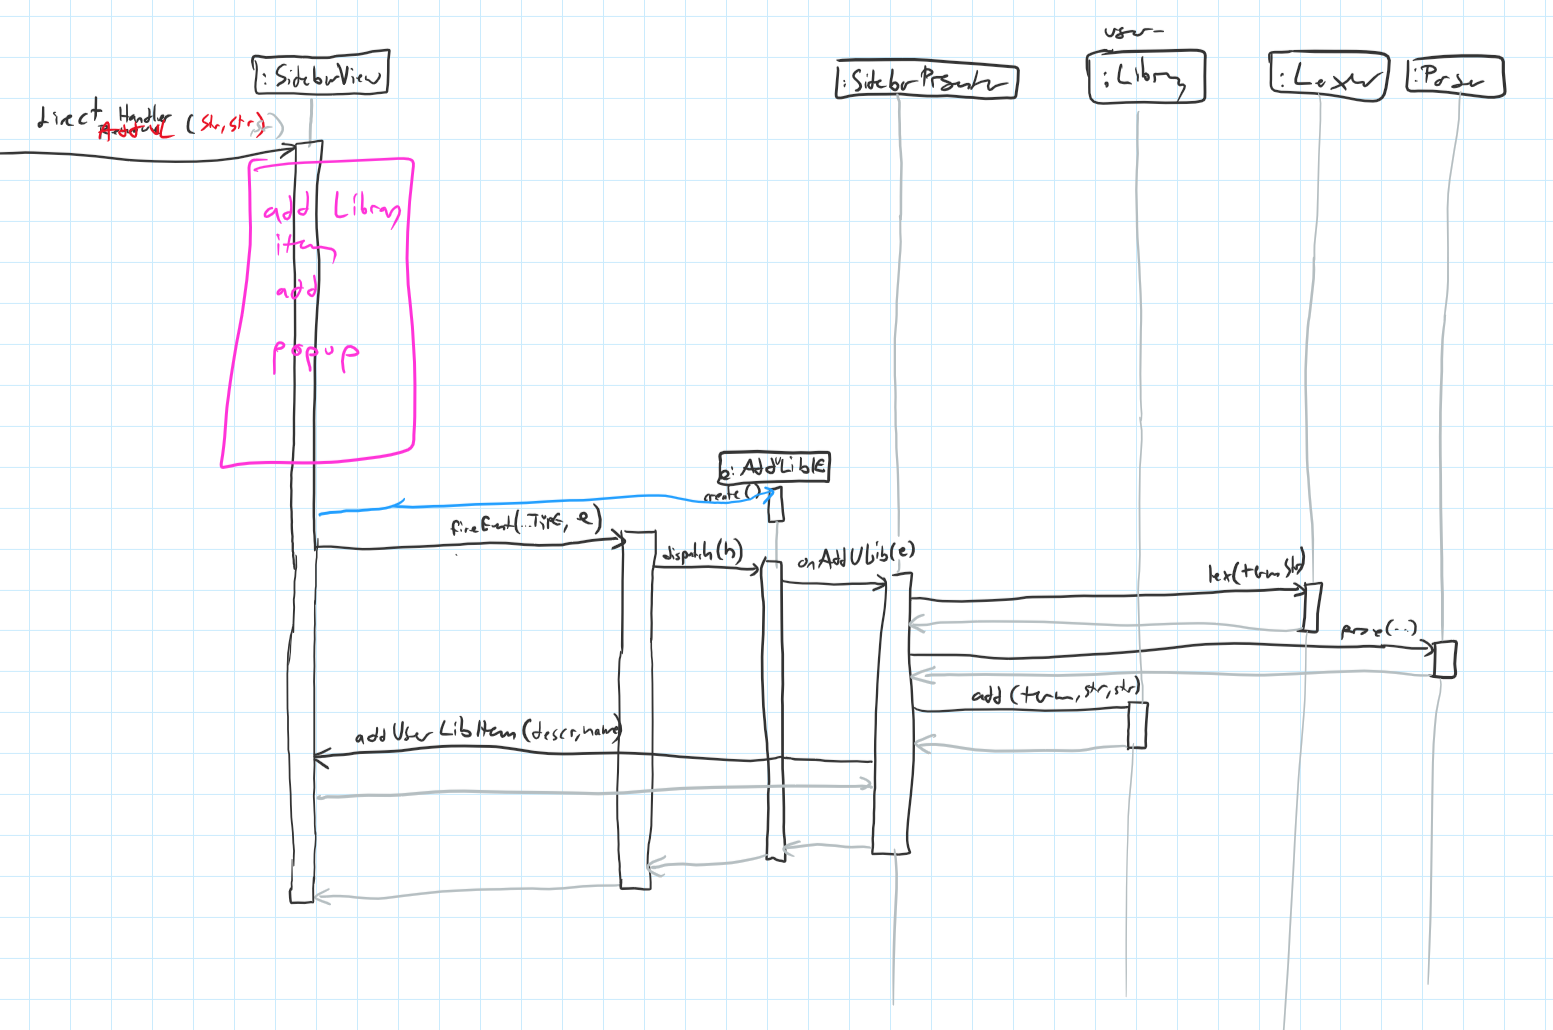 user-
:SidebarView
:SidebarPresenter
:Library
:Lexer
:Parser
direct Handler (str, str)
add Library
item
add
popup
e:AddULibE
create()
fireEvent(...TYPE, e)
dispatch(h)
onAddULib(e)
lex(termStr)
parse(...)
add(term, str, str)
addUserLibItem(descr, name)